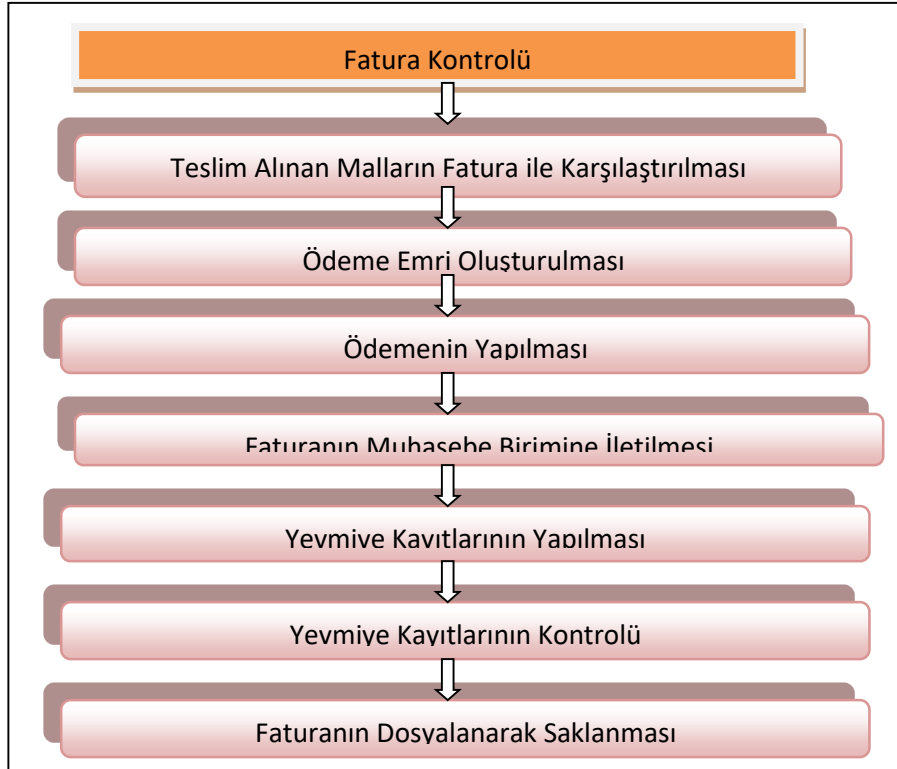 Fatura Kontrolü
Teslim Alınan Malların Fatura ile Karşılaştırılması
Ödeme Emri Oluşturulması
Ödemenin Yapılması
Faturanın Muhasebe Birimine İletilmesi
Yevmiye Kayıtlarının Yapılması
Yevmiye Kayıtlarının Kontrolü
Faturanın Dosyalanarak Saklanması